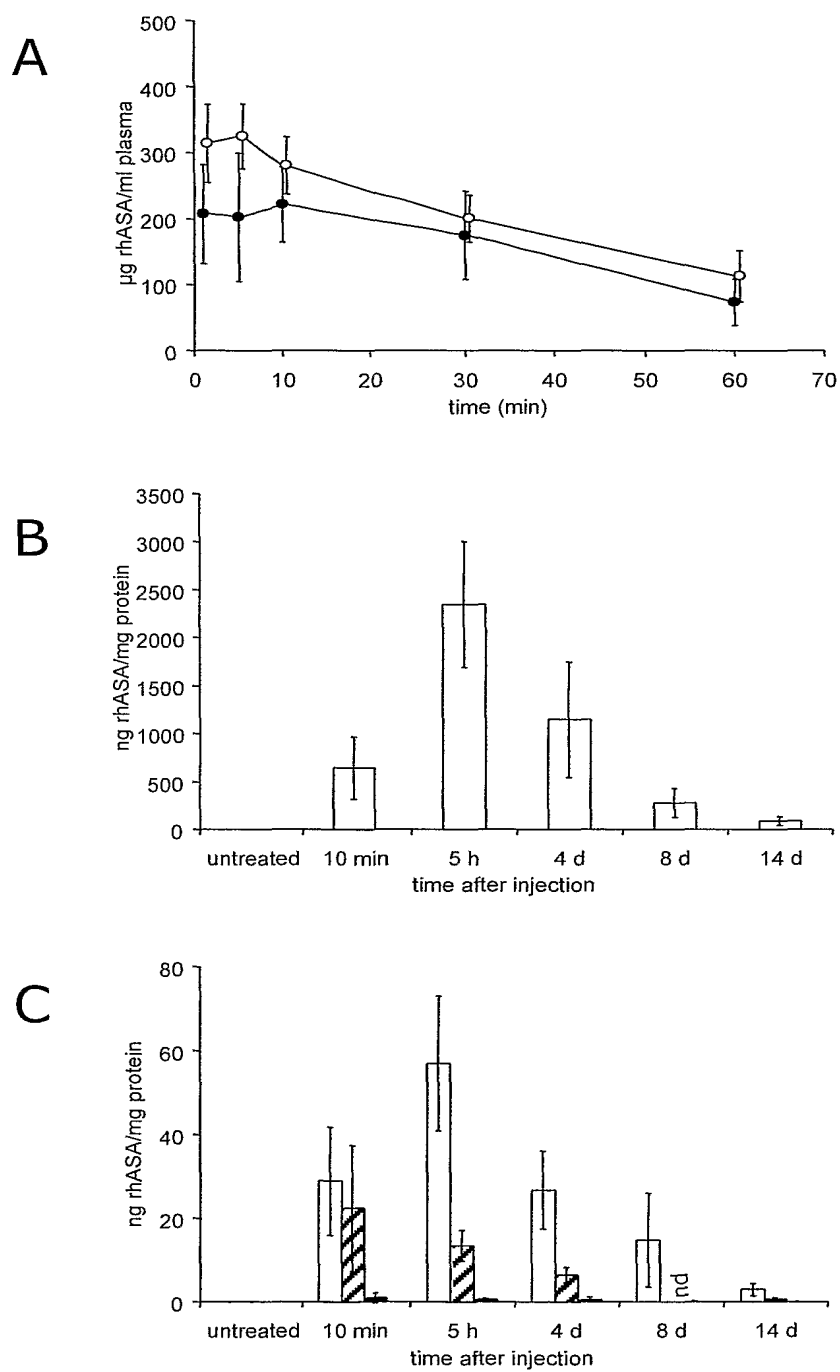 A
500
400
300
200
100
0
µg rhASA/ml plasma
0 10 20 30 40 50 60 70
time (min)
B
3500
3000
2500
2000
1500
1000
500
0
ng rhASA/mg protein
untreated 10 min 5 h 4 d 8 d 14 d
time after injection
C
80
60
40
20
0
ng rhASA/mg protein
nd
untreated 10 min 5 h 4 d 8 d 14 d
time after injection